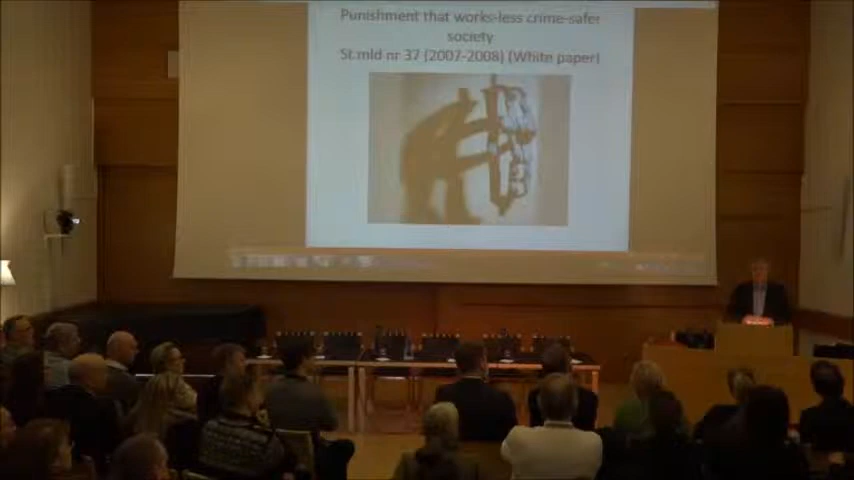 Punishment that works-less crime-safer
society
St.mld nr 37 (2007-2008) (White paper)